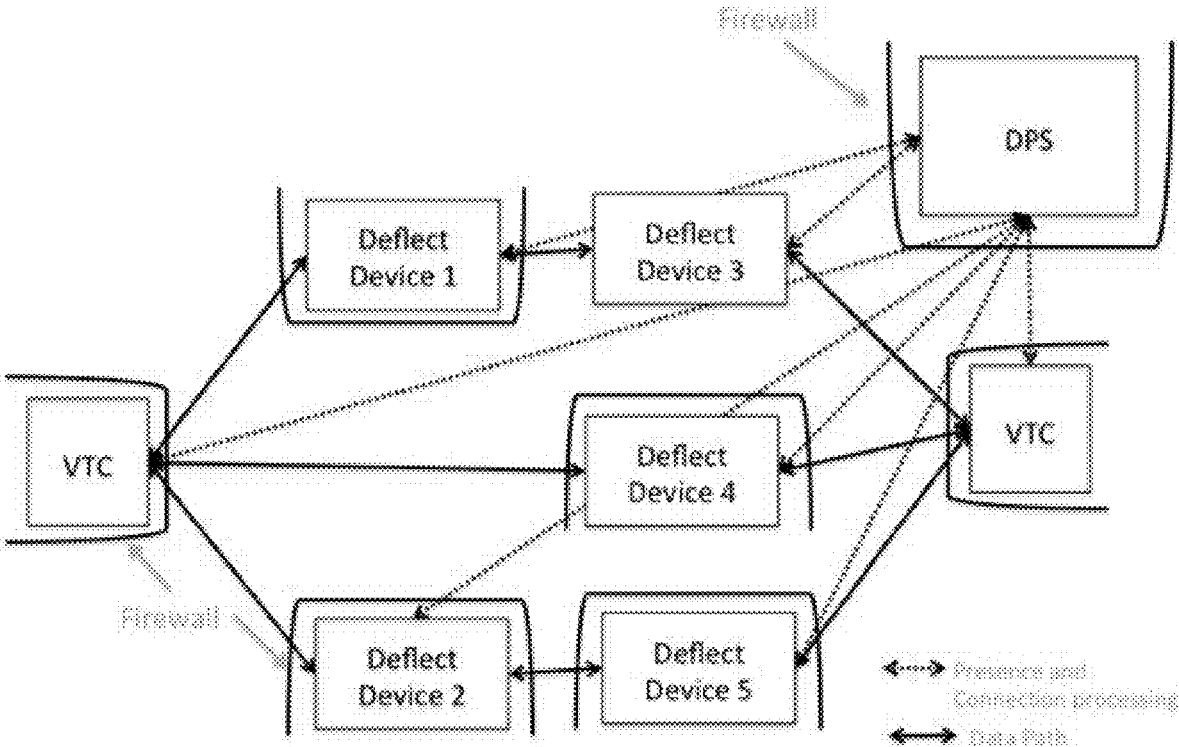 Firewall
DPS
Deflect
Device 1
Deflect
Device 3
VTC
Deflect
Device 4
VTC
Firewall
Deflect
Device 2
Deflect
Device 5
Presence and
Connection processing
Data Path